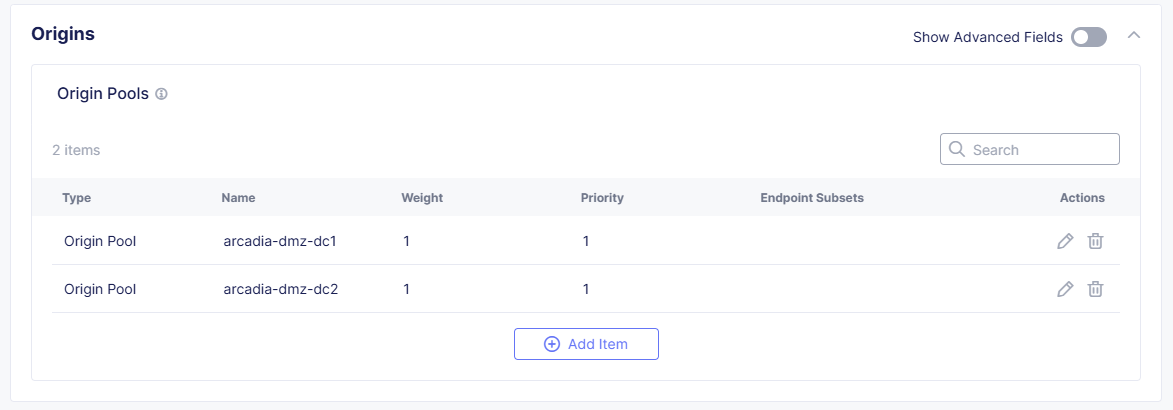 Origins
Show Advanced Fields
Origin Pools
2 items
Search
Type Name Weight Priority Endpoint Subsets Actions
Origin Pool arcadia-dmz-dc1 1 1
Origin Pool arcadia-dmz-dc2 1 1
Add Item